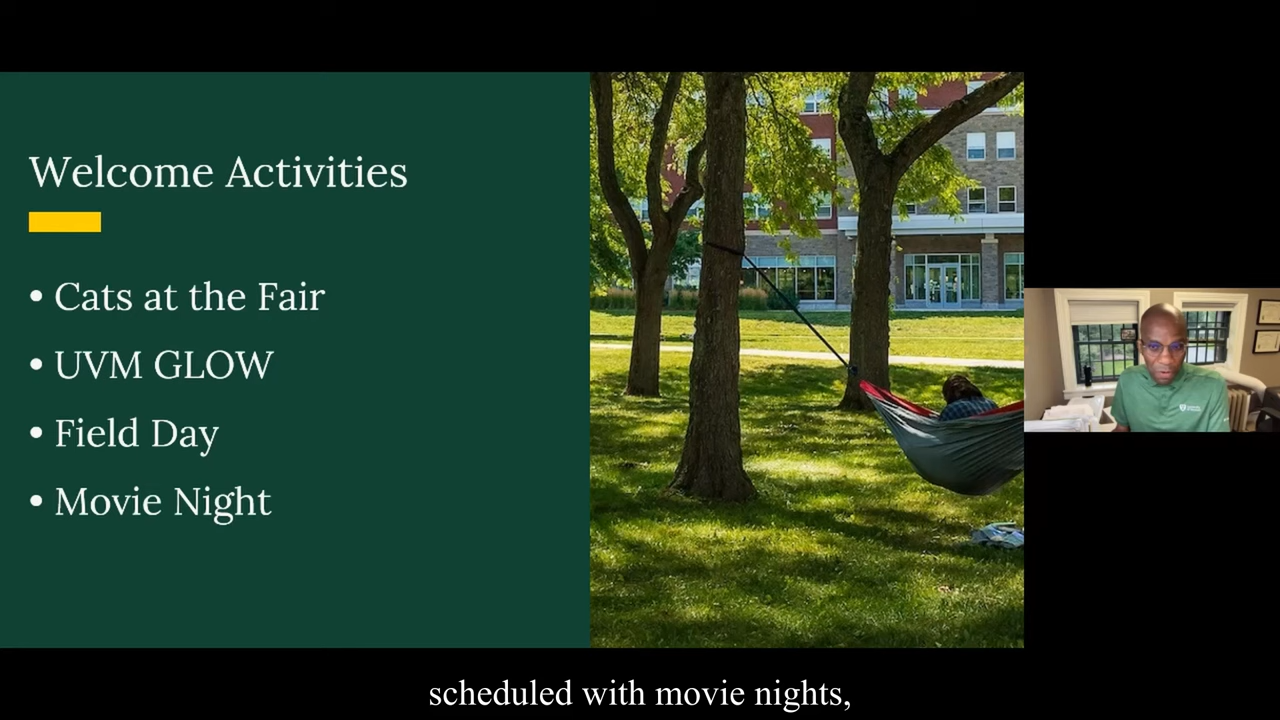 Welcome Activities
• Cats at the Fair
• UVM GLOW
• Field Day
• Movie Night
scheduled with movie nights,